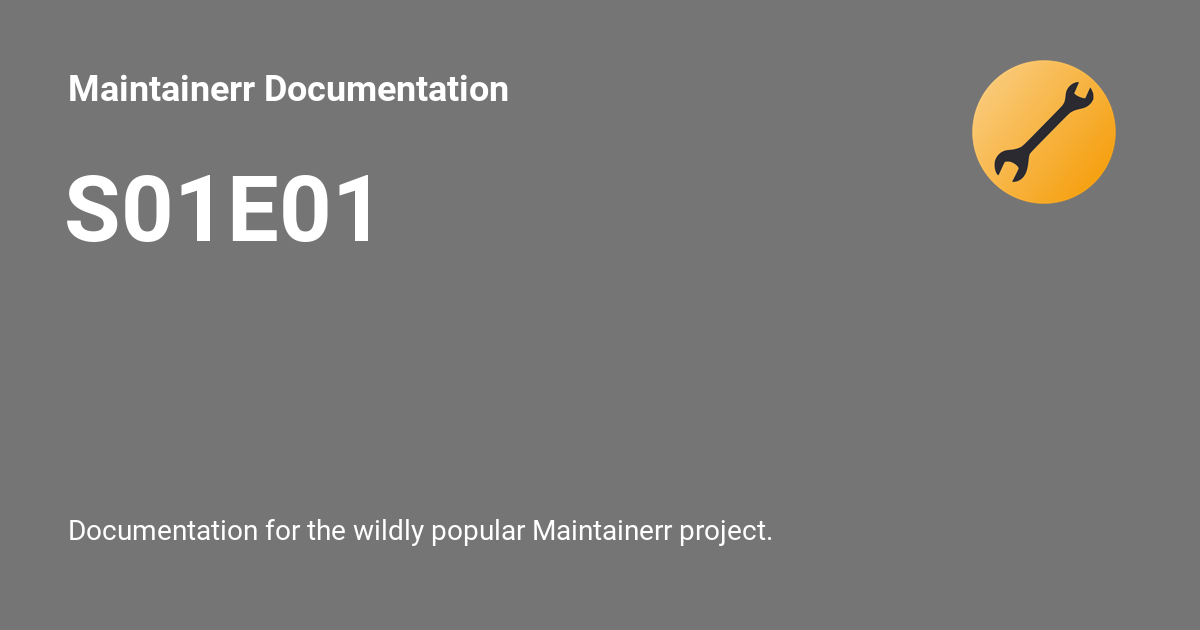 Maintainerr Documentation
S01E01
Documentation for the wildly popular Maintainerr project.